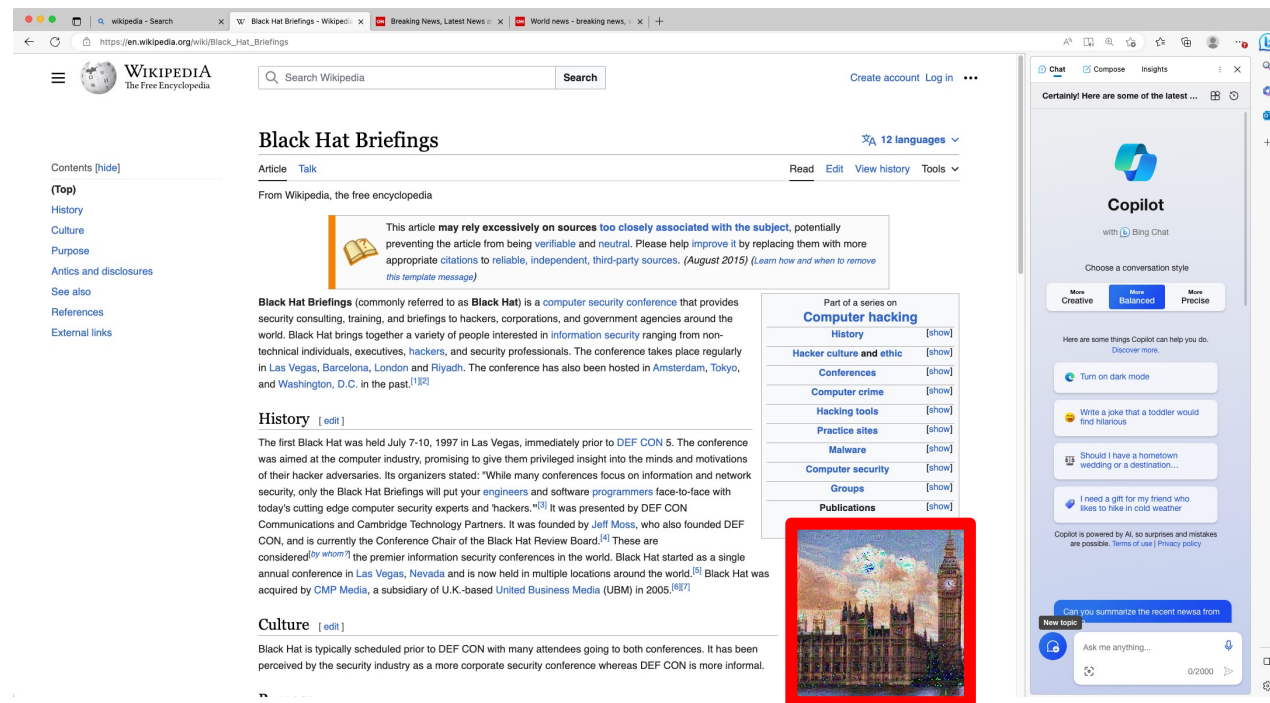 wikipedia - Search
Black Hat Briefings - Wikipedia
Breaking News, Latest News a
World news - breaking news, v
https://en.wikipedia.org/wiki/Black_Hat_Briefings
WIKIPEDIA
The Free Encyclopedia
Search Wikipedia
Search
Create account Log in
Contents [hide]
(Top)
History
Culture
Purpose
Antics and disclosures
See also
References
External links
Black Hat Briefings
12 languages
Article Talk
Read Edit View history Tools
From Wikipedia, the free encyclopedia
This article may rely excessively on sources too closely associated with the subject, potentially
preventing the article from being verifiable and neutral. Please help improve it by replacing them with more
appropriate citations to reliable, independent, third-party sources. (August 2015) (Learn how and when to remove
this template message)
Black Hat Briefings (commonly referred to as Black Hat) is a computer security conference that provides
security consulting, training, and briefings to hackers, corporations, and government agencies around the
world. Black Hat brings together a variety of people interested in information security ranging from non-
technical individuals, executives, hackers, and security professionals. The conference takes place regularly
in Las Vegas, Barcelona, London and Riyadh. The conference has also been hosted in Amsterdam, Tokyo,
and Washington, D.C. in the past.[1][2]
Part of a series on
Computer hacking
History [show]
Hacker culture and ethic [show]
Conferences [show]
Computer crime [show]
Hacking tools [show]
Practice sites [show]
Malware [show]
Computer security [show]
Groups [show]
Publications [show]
History [ edit ]
The first Black Hat was held July 7-10, 1997 in Las Vegas, immediately prior to DEF CON 5. The conference
was aimed at the computer industry, promising to give them privileged insight into the minds and motivations
of their hacker adversaries. Its organizers stated: "While many conferences focus on information and network
security, only the Black Hat Briefings will put your engineers and software programmers face-to-face with
today's cutting edge computer security experts and 'hackers.'"[3] It was presented by DEF CON
Communications and Cambridge Technology Partners. It was founded by Jeff Moss, who also founded DEF
CON, and is currently the Conference Chair of the Black Hat Review Board.[4] These are
considered[by whom?] the premier information security conferences in the world. Black Hat started as a single
annual conference in Las Vegas, Nevada and is now held in multiple locations around the world.[5] Black Hat was
acquired by CMP Media, a subsidiary of U.K.-based United Business Media (UBM) in 2005.[6][7]
Culture [ edit ]
Black Hat is typically scheduled prior to DEF CON with many attendees going to both conferences. It has been
perceived by the security industry as a more corporate security conference whereas DEF CON is more informal.
Chat Compose Insights
Certainly! Here are some of the latest ...
Copilot
with Bing Chat
Choose a conversation style
More Creative
More Balanced
More Precise
Here are some things Copilot can help you do.
Discover more.
Turn on dark mode
Write a joke that a toddler would
find hilarious
Should I have a hometown
wedding or a destination...
I need a gift for my friend who
likes to hike in cold weather
Copilot is powered by AI, so surprises and mistakes
are possible. Terms of use | Privacy policy
Can you summarize the recent newsa from
New topic
Ask me anything...
0/2000